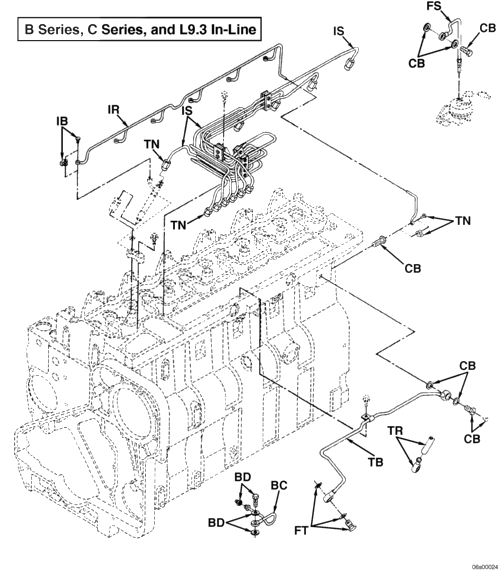 B Series, C Series, and L9.3 In-Line
FS
CB
CB
IS
IR
IS
IB
TN
TN
TN
CB
CB
TR
CB
TB
BD
BC
BD
FT
06a00024